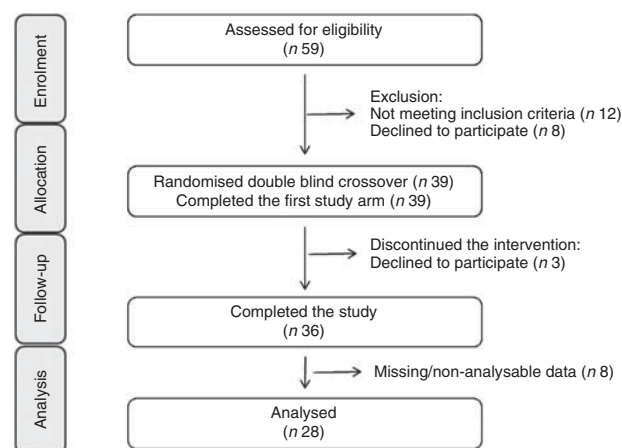 Enrolment
Assessed for eligibility
(n 59)
Exclusion:
Not meeting inclusion criteria (n 12)
Declined to participate (n 8)
Allocation
Randomised double blind crossover (n 39)
Completed the first study arm (n 39)
Follow-up
Discontinued the intervention:
Declined to participate (n 3)
Completed the study
(n 36)
Analysis
Missing/non-analysable data (n 8)
Analysed
(n 28)